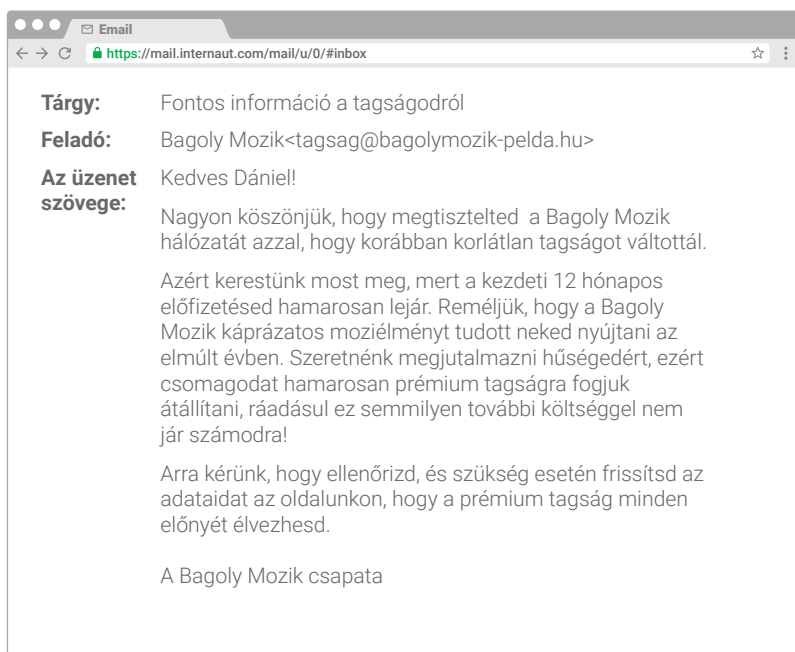 Email
https://mail.internaut.com/mail/u/0/#inbox
Tárgy: Fontos információ a tagságodról
Feladó: Bagoly Mozik<tagsag@bagolymozik-pelda.hu>
Az üzenet szövege: Kedves Dániel!
Nagyon köszönjük, hogy megtisztelted a Bagoly Mozik
hálózatát azzal, hogy korábban korlátlan tagságot váltottál.
Azért kerestünk most meg, mert a kezdeti 12 hónapos
előfizetésed hamarosan lejár. Reméljük, hogy a Bagoly
Mozik káprázatos moziélményt tudott neked nyújtani az
elmúlt évben. Szeretnénk megjutalmazni hűségedért, ezért
csomagodat hamarosan prémium tagságra fogjuk
átállítani, ráadásul ez semmilyen további költséggel nem
jár számodra!
Arra kérünk, hogy ellenőrizd, és szükség esetén frissítsd az
adataidat az oldalunkon, hogy a prémium tagság minden
előnyét élvezhesd.
A Bagoly Mozik csapata